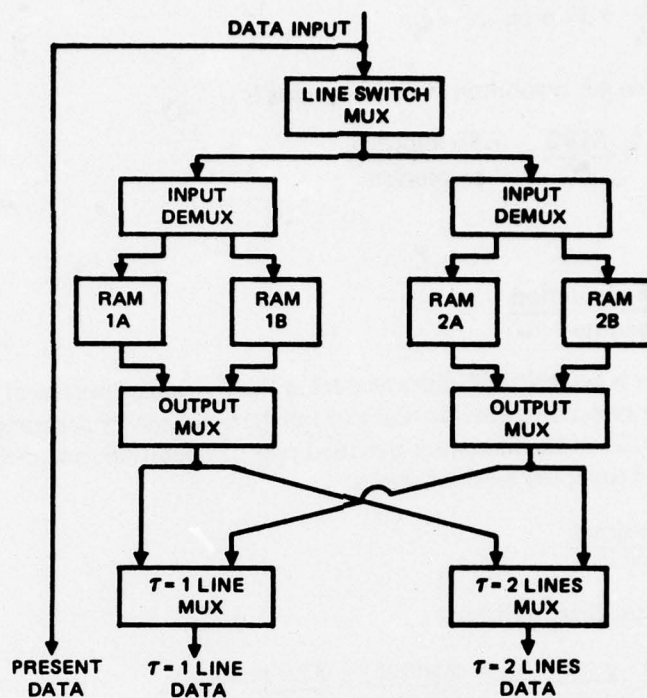 DATA INPUT
LINE SWITCH
MUX
INPUT
DEMUX
INPUT
DEMUX
RAM
1A
RAM
1B
RAM
2A
RAM
2B
OUTPUT
MUX
OUTPUT
MUX
τ = 1 LINE
MUX
τ = 2 LINES
MUX
PRESENT
DATA
τ = 1 LINE
DATA
τ = 2 LINES
DATA